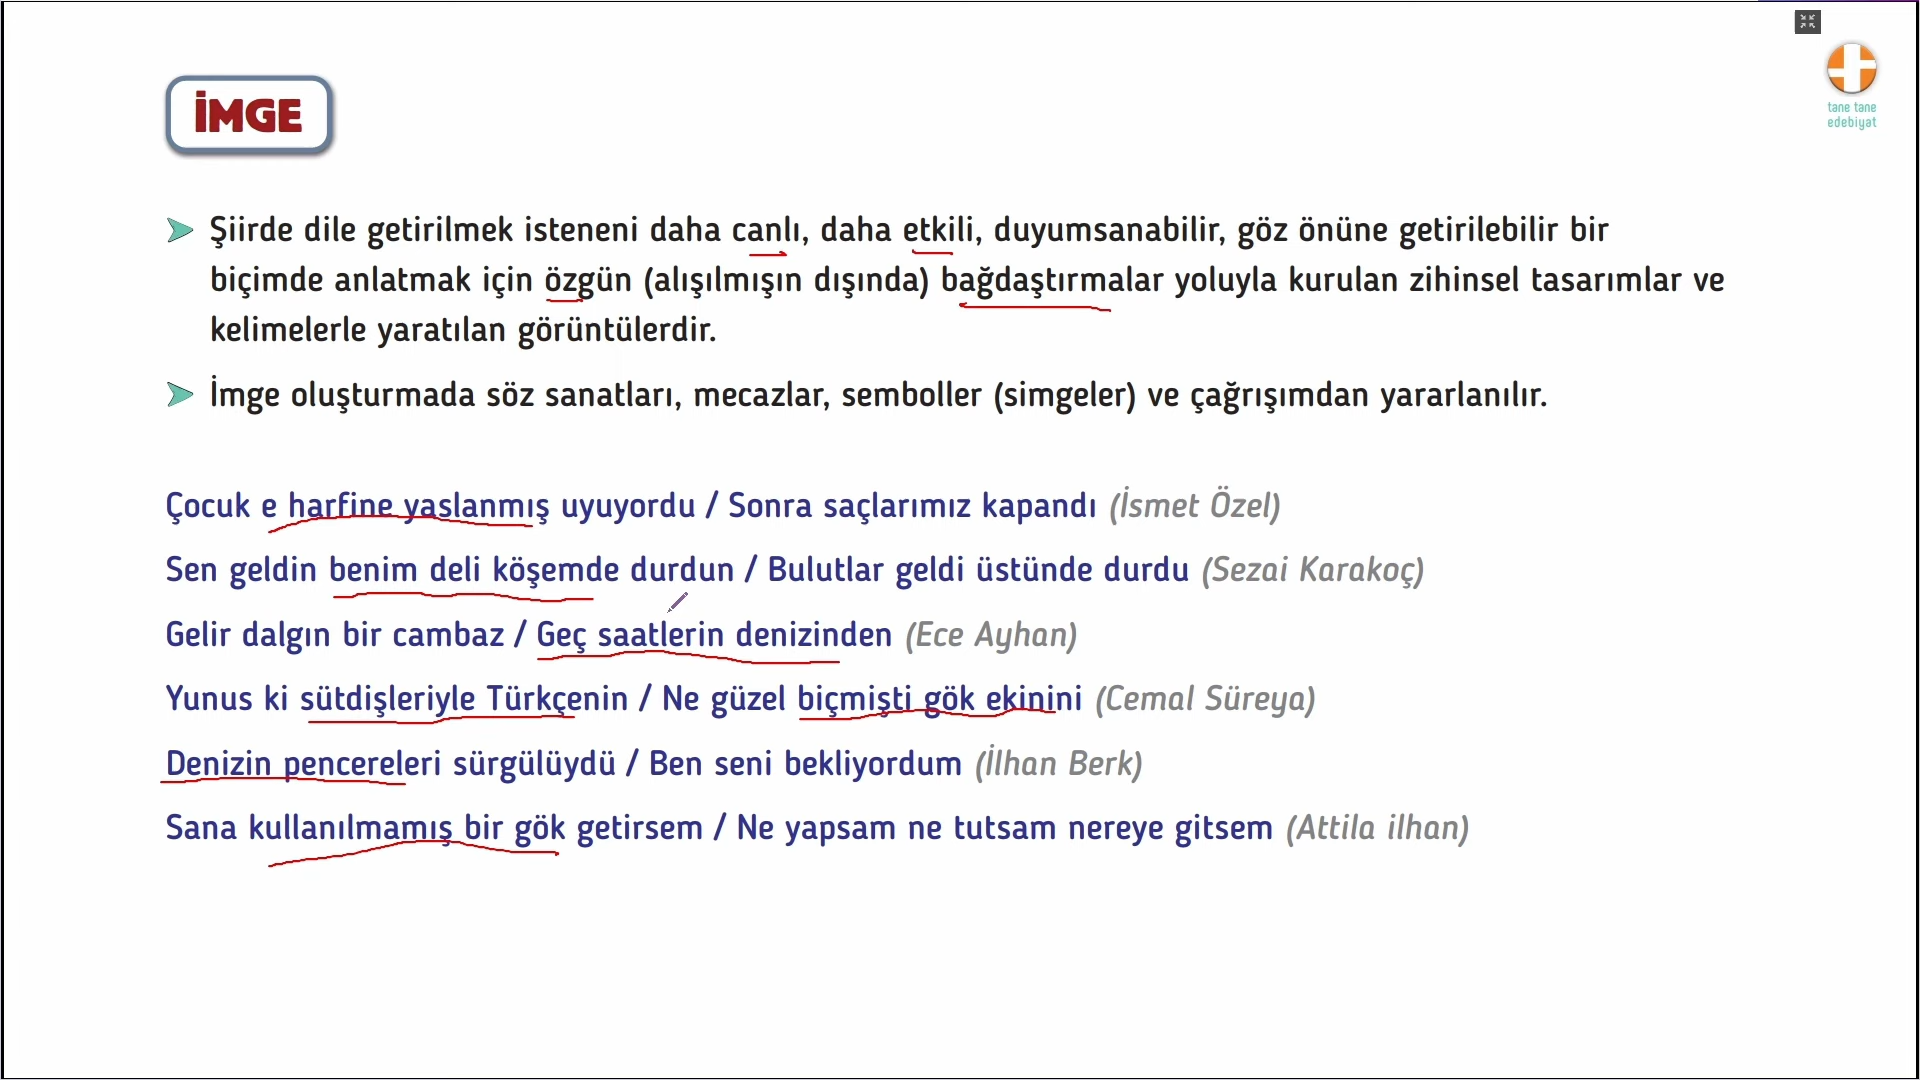 İMGE
tane tane
edebiyat
Şiirde dile getirilmek isteneni daha canlı, daha etkili, duyumsanabilir, göz önüne getirilebilir bir
biçimde anlatmak için özgün (alışılmışın dışında) bağdaştırmalar yoluyla kurulan zihinsel tasarımlar ve
kelimelerle yaratılan görüntülerdir.
İmge oluşturmada söz sanatları, mecazlar, semboller (simgeler) ve çağrışımdan yararlanılır.
Çocuk e harfine yaslanmış uyuyordu / Sonra saçlarımız kapandı (İsmet Özel)
Sen geldin benim deli köşemde durdun / Bulutlar geldi üstünde durdu (Sezai Karakoç)
Gelir dalgın bir cambaz / Geç saatlerin denizinden (Ece Ayhan)
Yunus ki sütdişleriyle Türkçenin / Ne güzel biçmişti gök ekinini (Cemal Süreya)
Denizin pencereleri sürgülüydü / Ben seni bekliyordum (İlhan Berk)
Sana kullanılmamış bir gök getirsem / Ne yapsam ne tutsam nereye gitsem (Attila ilhan)